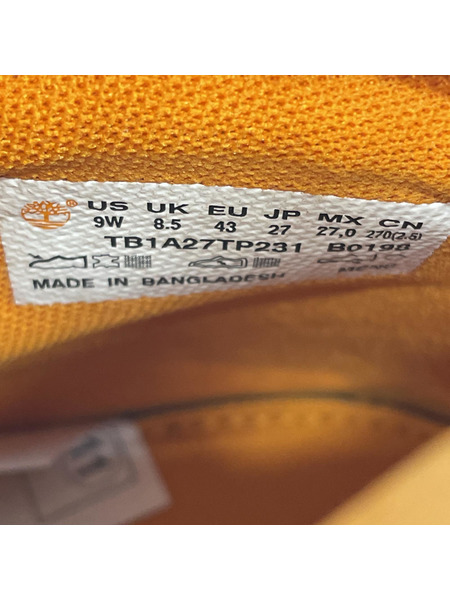 US UK EU JP MX CN
9W 8.5 43 27 27,0 270(2.5)
TB1A27TP231 B0198
MENS
MADE IN BANGLADESH